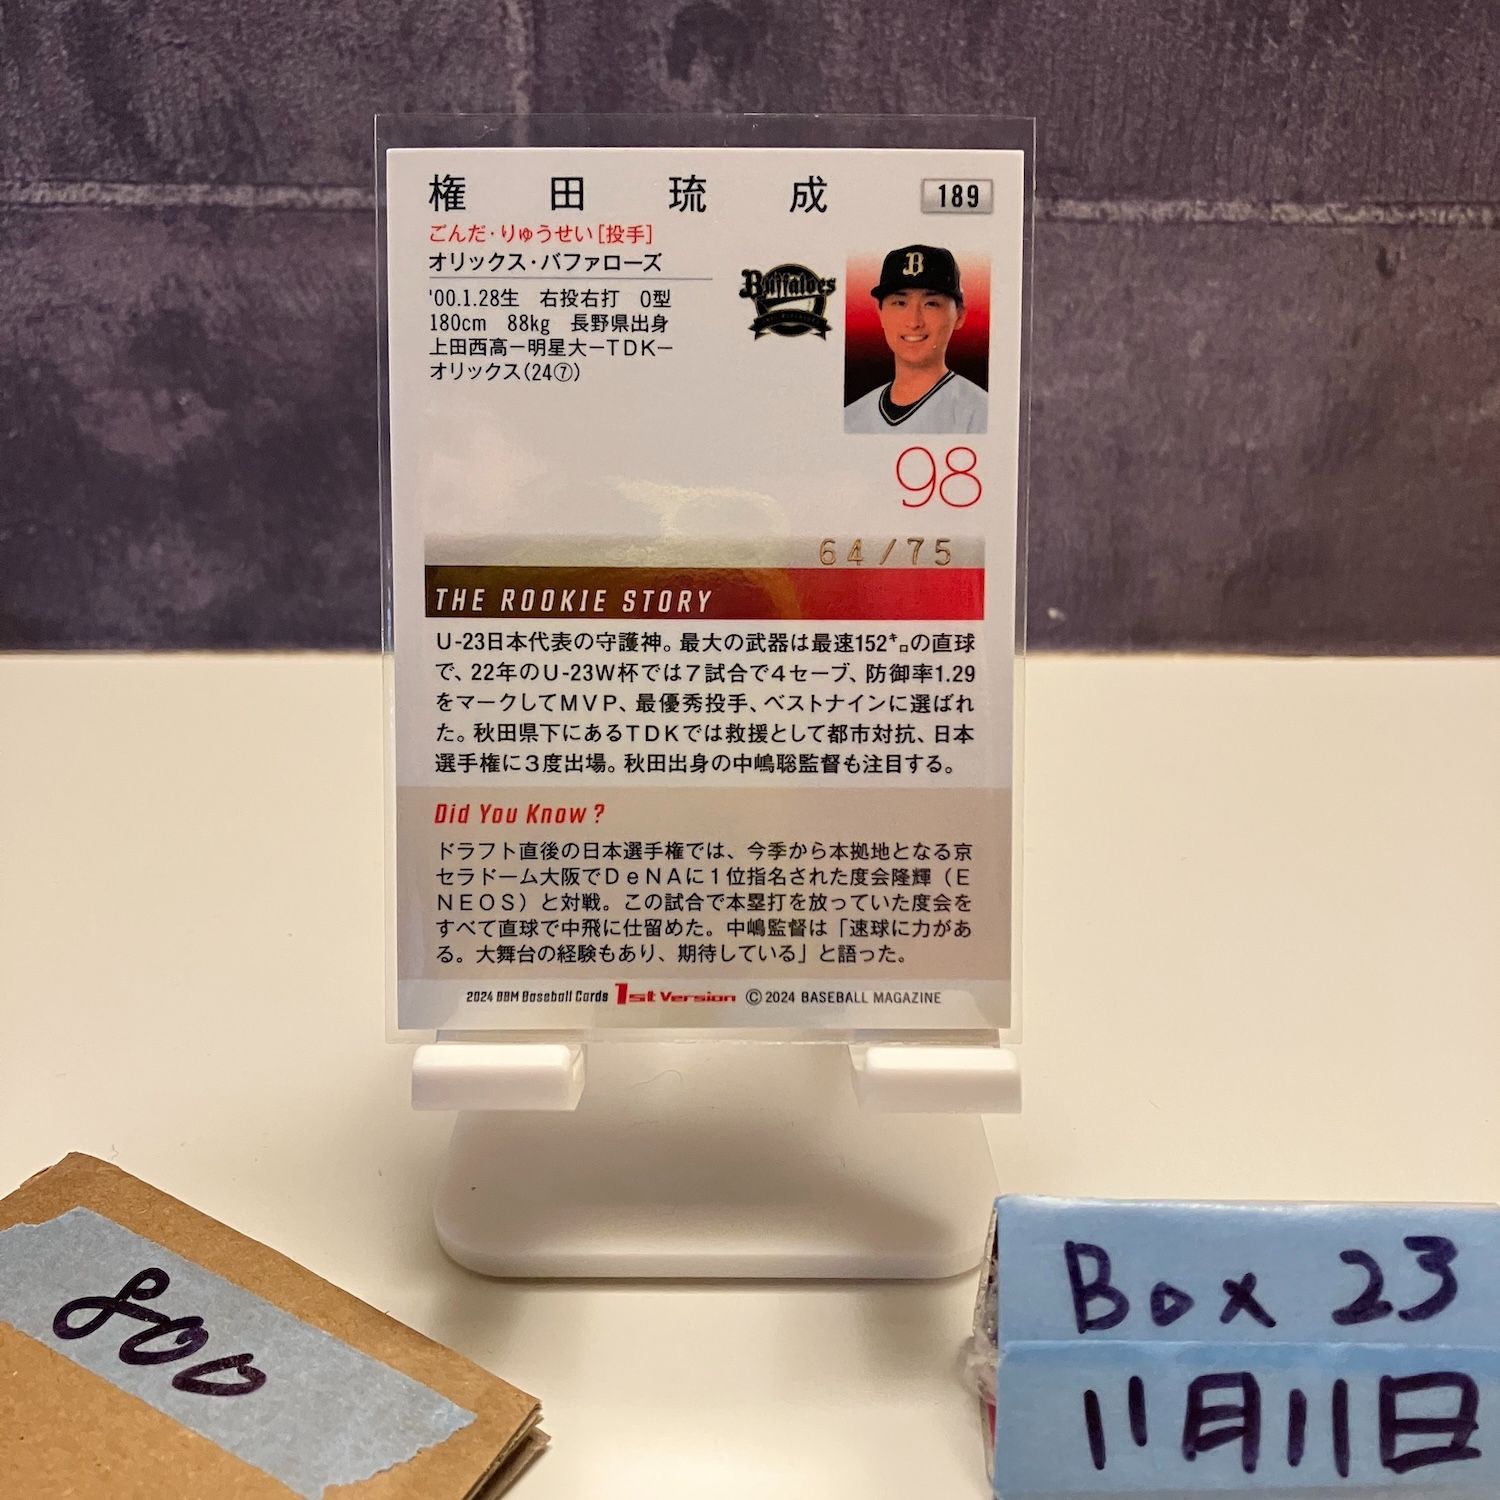 権田琉成
189
ごんだ・りゅうせい[投手]
オリックス・バファローズ
'00.1.28生 右投右打 O型
180cm 88kg 長野県出身
上田西高―明星大―TDK―
オリックス(24⑦)
Buffaloes
B
98
64/75
THE ROOKIE STORY
U-23日本代表の守護神。最大の武器は最速152㌔の直球
で、22年のU-23W杯では7試合で4セーブ、防御率1.29
をマークしてMVP、最優秀投手、ベストナインに選ばれ
た。秋田県下にあるTDKでは救援として都市対抗、日本
選手権に3度出場。秋田出身の中嶋聡監督も注目する。
Did You Know?
ドラフト直後の日本選手権では、今季から本拠地となる京
セラドーム大阪でDeNAに1位指名された度会隆輝(E
NEOS)と対戦。この試合で本塁打を放っていた度会を
すべて直球で中飛に仕留めた。中嶋監督は「速球に力があ
る。大舞台の経験もあり、期待している」と語った。
2024 BBM Baseball Cards 1st Version ©2024 BASEBALL MAGAZINE
800
Box 23
11月11日